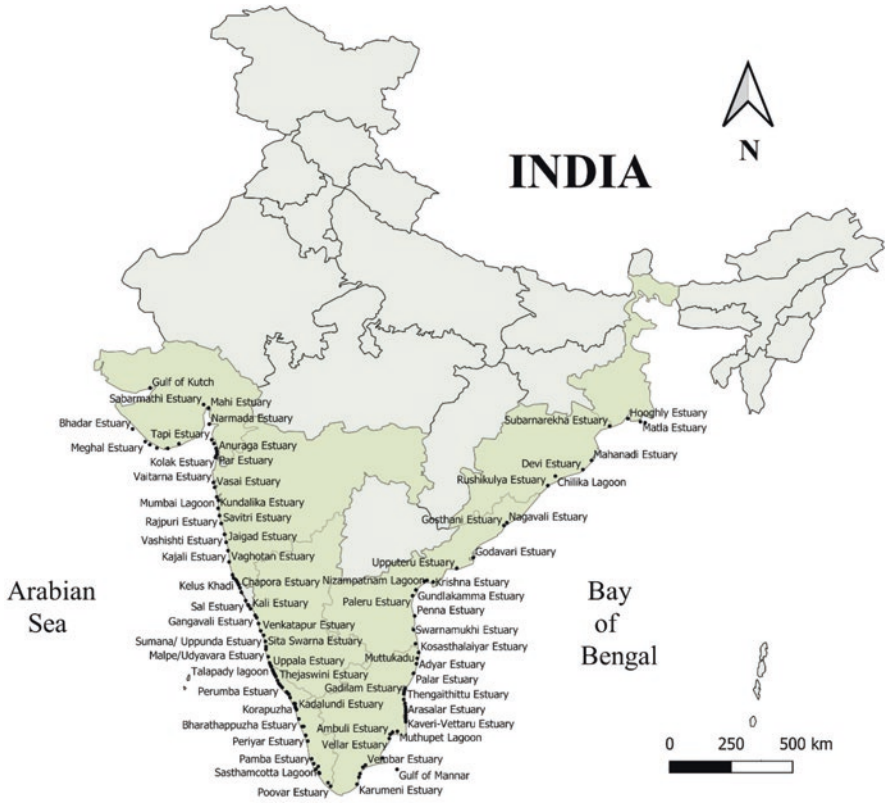 INDIA
N
Gulf of Kutch
Sabarmathi Estuary
Mahi Estuary
Narmada Estuary
Bhadar Estuary
Tapi Estuary
Meghal Estuary
Anuraga Estuary
Kolak Estuary
Par Estuary
Vaitarna Estuary
Vasai Estuary
Mumbai Lagoon
Kundalika Estuary
Rajpuri Estuary
Savitri Estuary
Vashishti Estuary
Jaigad Estuary
Kajali Estuary
Vaghotan Estuary
Kelus Khadi
Chapora Estuary
Sal Estuary
Kali Estuary
Gangavali Estuary
Venkatapur Estuary
Sumana/ Uppunda Estuary
Sita Swarna Estuary
Malpe/Udyavara Estuary
Uppala Estuary
Talapady lagoon
Thejaswini Estuary
Perumba Estuary
Kadalundi Estuary
Korapuzha
Bharathappuzha Estuary
Periyar Estuary
Pamba Estuary
Sasthamcotta Lagoon
Poovar Estuary
Hooghly Estuary
Subarnarekha Estuary
Matla Estuary
Mahanadi Estuary
Devi Estuary
Rushikulya Estuary
Chilika Lagoon
Gosthani Estuary
Nagavali Estuary
Godavari Estuary
Upputeru Estuary
Nizampatnam Lagoon
Krishna Estuary
Gundlakamma Estuary
Paleru Estuary
Penna Estuary
Swarnamukhi Estuary
Kosasthalaiyar Estuary
Muttukadu
Adyar Estuary
Palar Estuary
Gadilam Estuary
Thengaithittu Estuary
Arasalar Estuary
Kaveri-Vettaru Estuary
Ambuli Estuary
Muthupet Lagoon
Vellar Estuary
Vembar Estuary
Gulf of Mannar
Karumeni Estuary
Arabian
Sea
Bay
of
Bengal
0 250 500 km